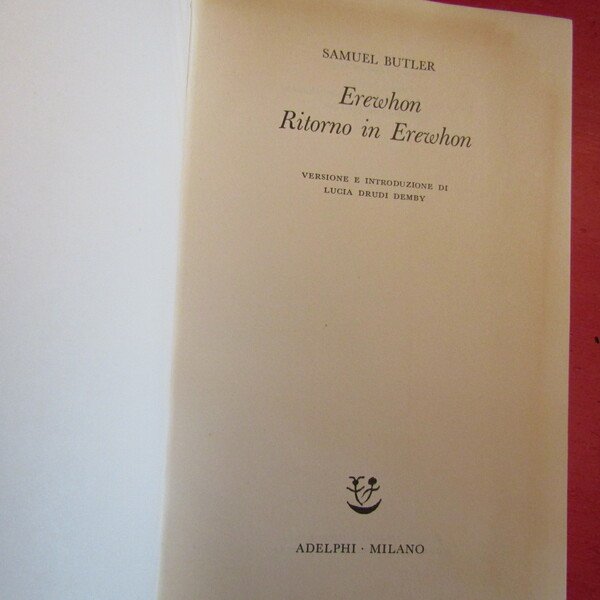 SAMUEL BUTLER
Erewhon
Ritorno in Erewhon
VERSIONE E INTRODUZIONE DI
LUCIA DRUDI DEMBY
ADELPHI · MILANO